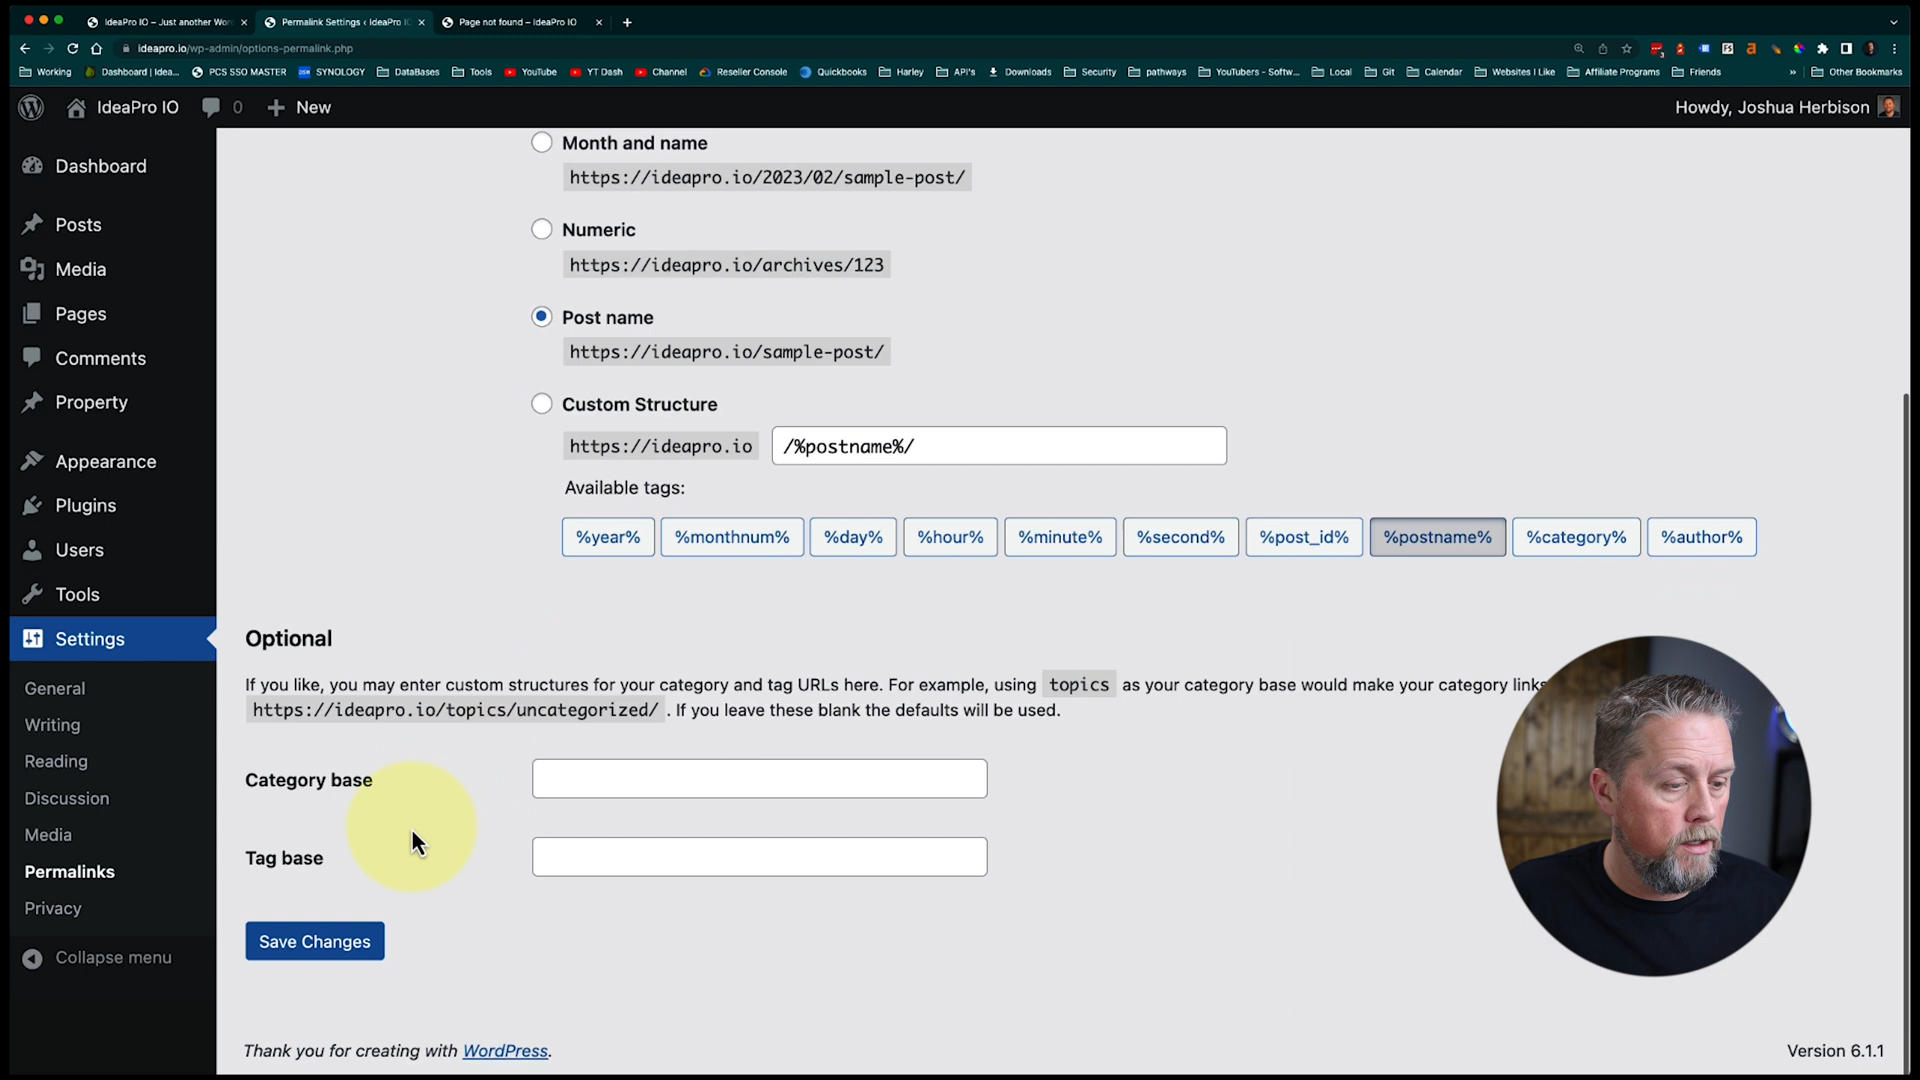 IdeaPro IO – Just another Wor
Permalink Settings ‹ IdeaPro IO
Page not found – IdeaPro IO
ideapro.io/wp-admin/options-permalink.php
Working
Dashboard | Idea...
PCS SSO MASTER
SYNOLOGY
DataBases
Tools
YouTube
YT Dash
Channel
Reseller Console
Quickbooks
Harley
API's
Downloads
Security
pathways
YouTubers - Softw...
Local
Git
Calendar
Websites I Like
Affiliate Programs
Friends
»
Other Bookmarks
IdeaPro IO
0
New
Howdy, Joshua Herbison
Dashboard
Posts
Media
Pages
Comments
Property
Appearance
Plugins
Users
Tools
Settings
General
Writing
Reading
Discussion
Media
Permalinks
Privacy
Collapse menu
Month and name
https://ideapro.io/2023/02/sample-post/
Numeric
https://ideapro.io/archives/123
Post name
https://ideapro.io/sample-post/
Custom Structure
https://ideapro.io /%postname%/
Available tags:
%year% %monthnum% %day% %hour% %minute% %second% %post_id% %postname% %category% %author%
Optional
If you like, you may enter custom structures for your category and tag URLs here. For example, using topics as your category base would make your category links
https://ideapro.io/topics/uncategorized/ . If you leave these blank the defaults will be used.
Category base
Tag base
Save Changes
Thank you for creating with WordPress.
Version 6.1.1